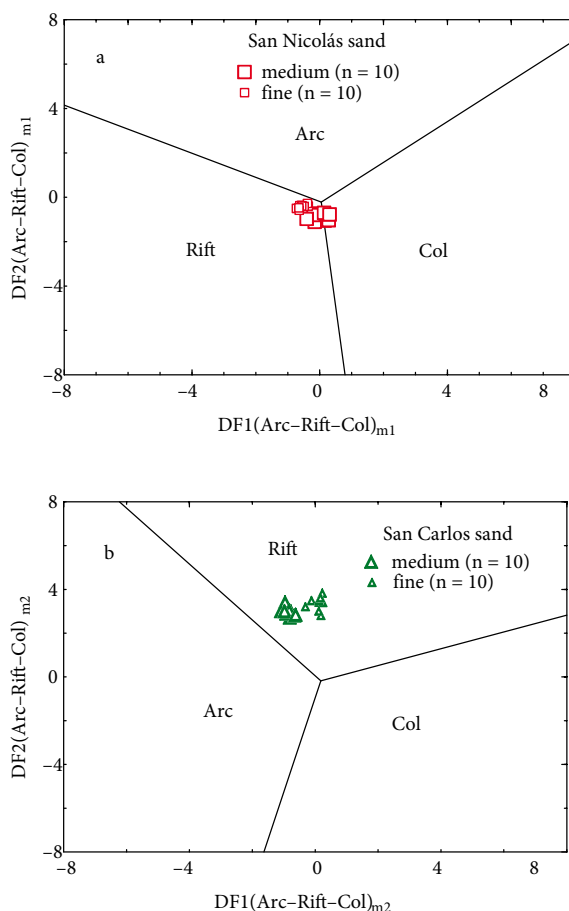 8
a
San Nicolás sand
medium (n = 10)
fine (n = 10)
4
Arc
DF2(Arc–Rift–Col) m1
0
Rift
Col
−4
−8
−8
−4
0
4
8
DF1(Arc–Rift–Col)m1
8
b
San Carlos sand
Rift
medium (n = 10)
fine (n = 10)
4
DF2(Arc–Rift–Col)m2
0
Arc
Col
−4
−8
−8
−4
0
4
8
DF1(Arc–Rift–Col)m2